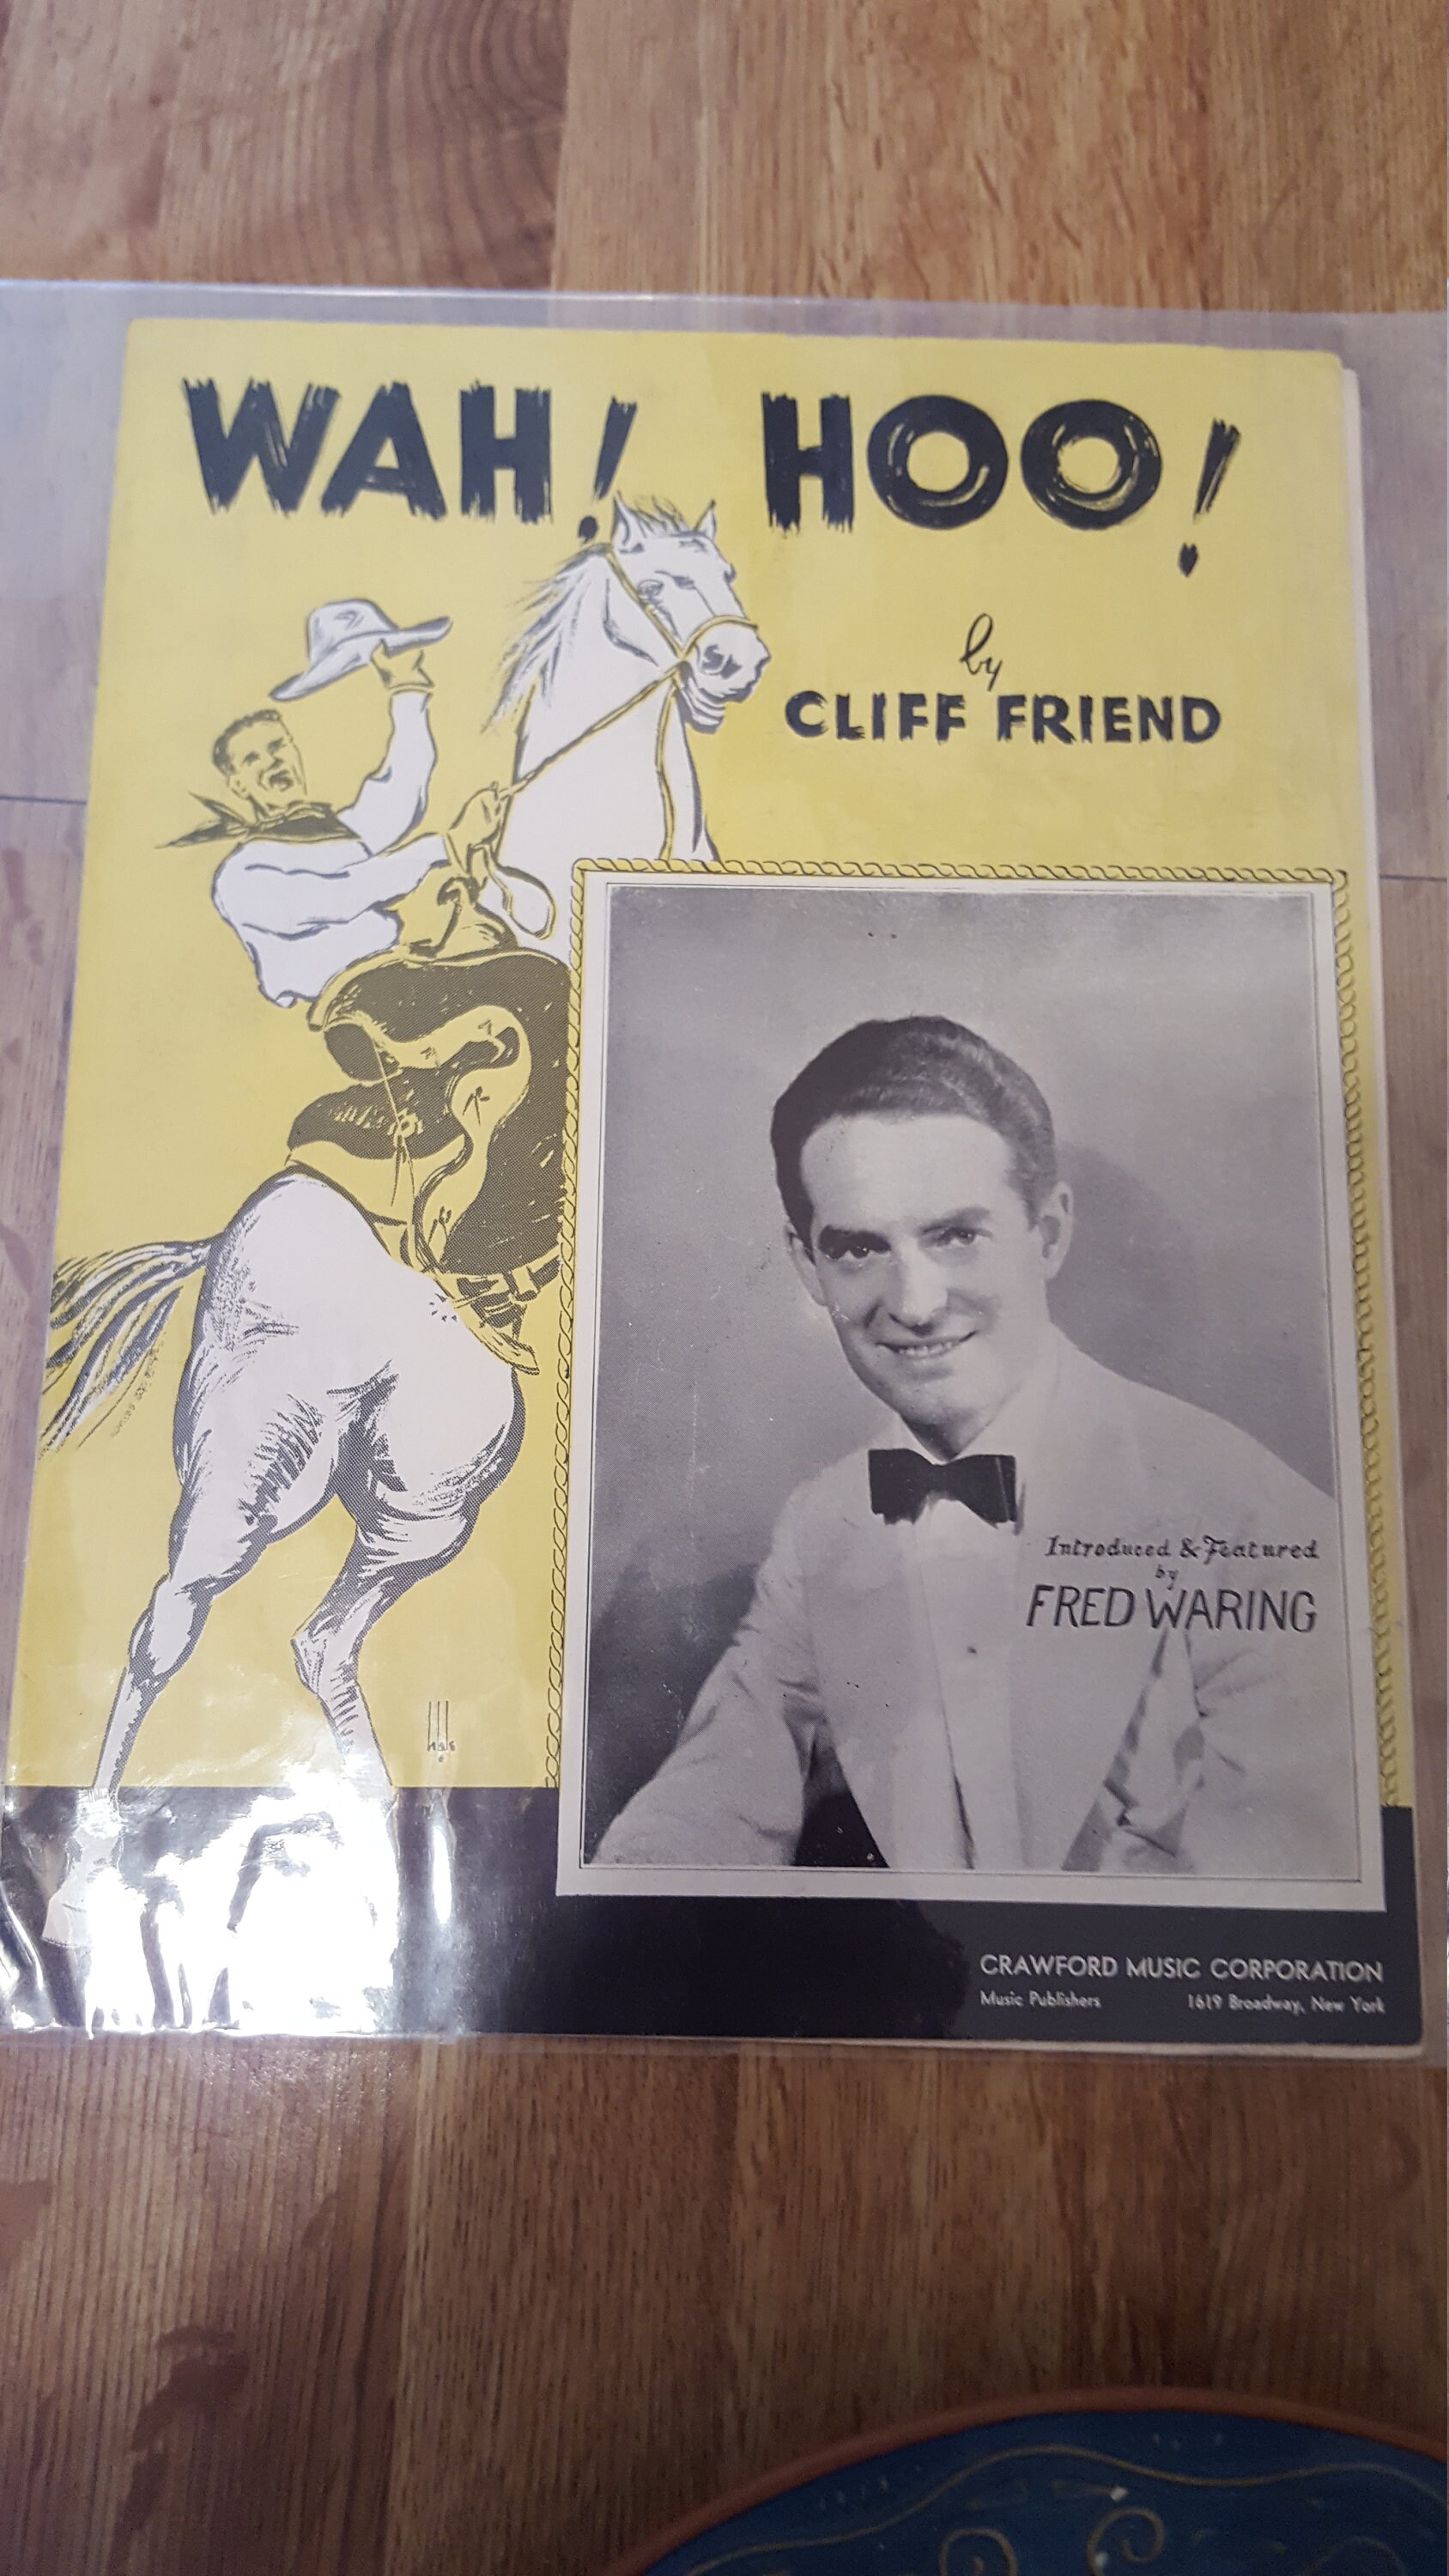 WAH! HOO!
by
CLIFF FRIEND
Introduced & Featured
by
FRED WARING
CRAWFORD MUSIC CORPORATION
Music Publishers 1619 Broadway, New York